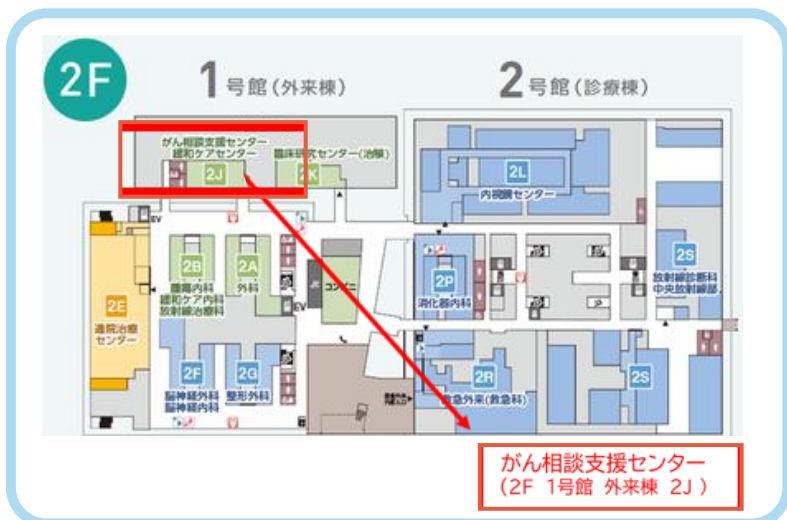 2F
1号館(外来棟)
2号館(診療棟)
がん相談支援センター
緩和ケアセンター
臨床研究センター(治験)
2J
2K
2L
内視鏡センター
EV
2B
2A
腫瘍内科
緩和ケア内科
放射線治療科
外科
コンビニ
EV
2P
消化器内科
2S
放射線診断科
中央放射線部
2E
通院治療
センター
2F
2G
脳神経外科
脳神経内科
整形外科
2R
救急外来(救急科)
2S
がん相談支援センター
(2F 1号館 外来棟 2J )